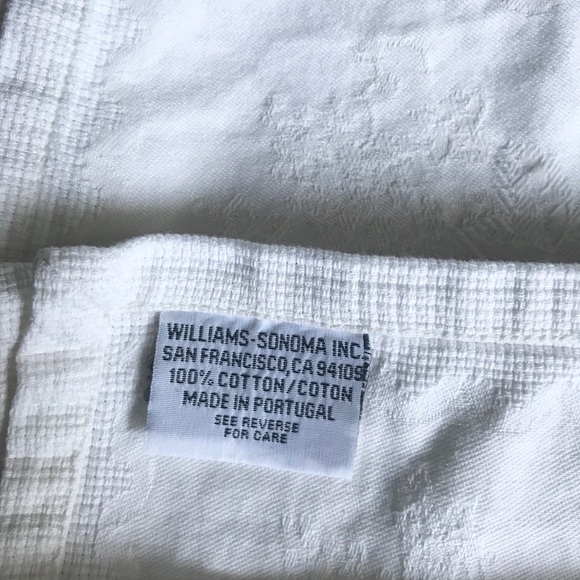 WILLIAMS-SONOMA INC.
SAN FRANCISCO, CA 94109
100% COTTON/COTON
MADE IN PORTUGAL
SEE REVERSE
FOR CARE